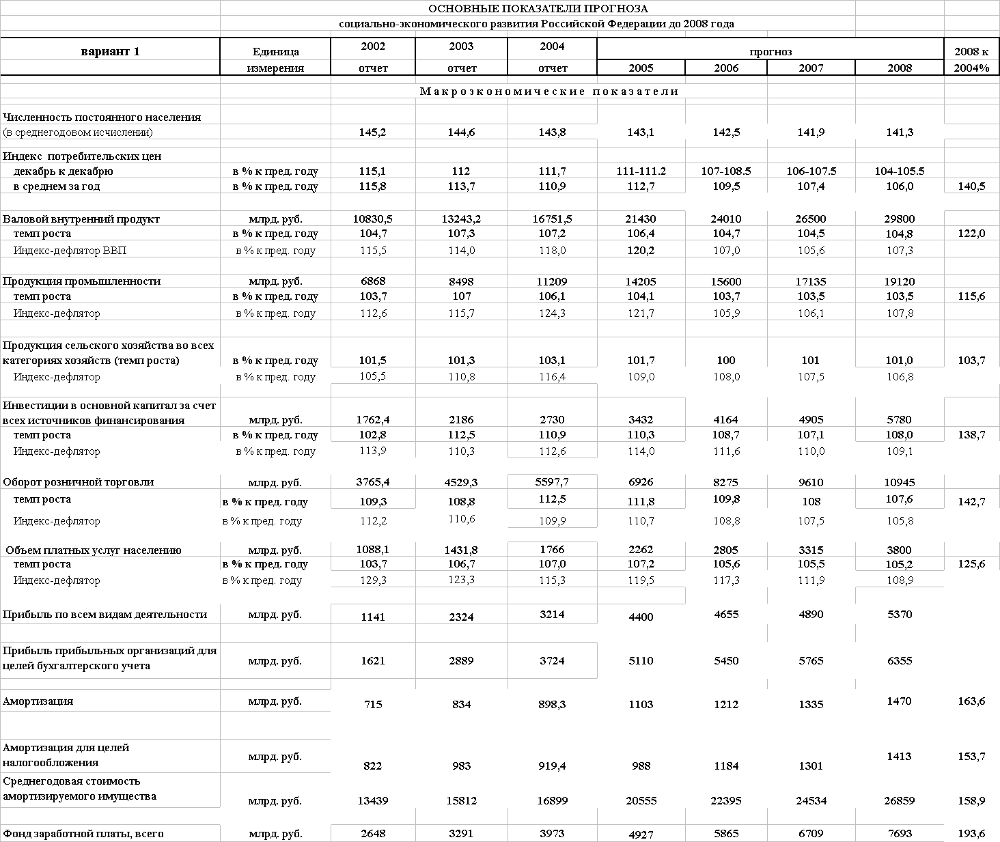 ОСНОВНЫЕ ПОКАЗАТЕЛИ ПРОГНОЗА
социально-экономического развития Российской Федерации до 2008 года
вариант 1 Единица 2002 2003 2004 прогноз 2008 к
измерения отчет отчет отчет 2005 2006 2007 2008 2004%
Макроэкономические показатели
Численность постоянного населения
(в среднегодовом исчислении) 145,2 144,6 143,8 143,1 142,5 141,9 141,3
Индекс потребительских цен
декабрь к декабрю в % к пред. году 115,1 112 111,7 111-111.2 107-108.5 106-107.5 104-105.5
в среднем за год в % к пред. году 115,8 113,7 110,9 112,7 109,5 107,4 106,0 140,5
Валовой внутренний продукт млрд. руб. 10830,5 13243,2 16751,5 21430 24010 26500 29800
темп роста в % к пред. году 104,7 107,3 107,2 106,4 104,7 104,5 104,8 122,0
Индекс-дефлятор ВВП в % к пред. году 115,5 114,0 118,0 120,2 107,0 105,6 107,3
Продукция промышленности млрд. руб. 6868 8498 11209 14205 15600 17135 19120
темп роста в % к пред. году 103,7 107 106,1 104,1 103,7 103,5 103,5 115,6
Индекс-дефлятор в % к пред. году 112,6 115,7 124,3 121,7 105,9 106,1 107,8
Продукция сельского хозяйства во всех
категориях хозяйств (темп роста) в % к пред. году 101,5 101,3 103,1 101,7 100 101 101,0 103,7
Индекс-дефлятор в % к пред. году 105,5 110,8 116,4 109,0 108,0 107,5 106,8
Инвестиции в основной капитал за счет
всех источников финансирования млрд. руб. 1762,4 2186 2730 3432 4164 4905 5780
темп роста в % к пред. году 102,8 112,5 110,9 110,3 108,7 107,1 108,0 138,7
Индекс-дефлятор в % к пред. году 113,9 110,3 112,6 114,0 111,6 110,0 109,1
Оборот розничной торговли млрд. руб. 3765,4 4529,3 5597,7 6926 8275 9610 10945
темп роста в % к пред. году 109,3 108,8 112,5 111,8 109,8 108 107,6 142,7
Индекс-дефлятор в % к пред. году 112,2 110,6 109,9 110,7 108,8 107,5 105,8
Объем платных услуг населению млрд. руб. 1088,1 1431,8 1766 2262 2805 3315 3800
темп роста в % к пред. году 103,7 106,7 107,0 107,2 105,6 105,5 105,2 125,6
Индекс-дефлятор в % к пред. году 129,3 123,3 115,3 119,5 117,3 111,9 108,9
Прибыль по всем видам деятельности млрд. руб. 1141 2324 3214 4400 4655 4890 5370
Прибыль прибыльных организаций для
целей бухгалтерского учета млрд. руб. 1621 2889 3724 5110 5450 5765 6355
Амортизация млрд. руб. 715 834 898,3 1103 1212 1335 1470 163,6
Амортизация для целей
налогообложения млрд. руб. 822 983 919,4 988 1184 1301 1413 153,7
Среднегодовая стоимость
амортизируемого имущества млрд. руб. 13439 15812 16899 20555 22395 24534 26859 158,9
Фонд заработной платы, всего млрд. руб. 2648 3291 3973 4927 5865 6709 7693 193,6